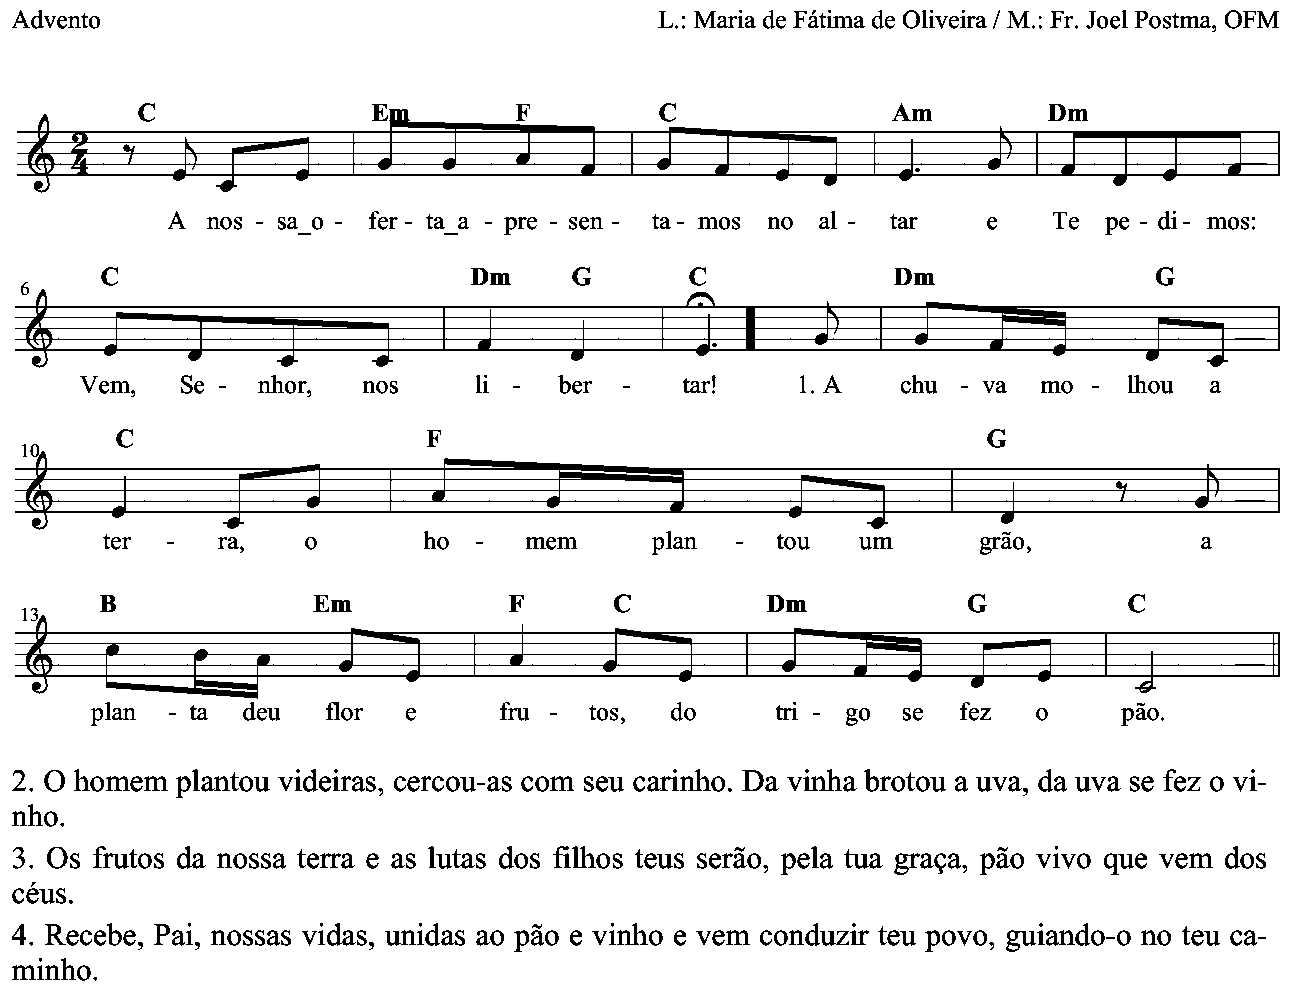 Advento L.: Maria de Fátima de Oliveira / M.: Fr. Joel Postma, OFM
C Em F C Am Dm
2
4
A nos - sa_o - fer - ta_a - pre - sen - ta - mos no al - tar e Te pe - di - mos:
6 C Dm G C Dm G
Vem, Se - nhor, nos li - ber - tar! 1. A chu - va mo - lhou a
10 C F G
ter - ra, o ho - mem plan - tou um grão, a
13 B Em F C Dm G C
plan - ta deu flor e fru - tos, do tri - go se fez o pão.
2. O homem plantou videiras, cercou-as com seu carinho. Da vinha brotou a uva, da uva se fez o vi-
nho.
3. Os frutos da nossa terra e as lutas dos filhos teus serão, pela tua graça, pão vivo que vem dos
céus.
4. Recebe, Pai, nossas vidas, unidas ao pão e vinho e vem conduzir teu povo, guiando-o no teu ca-
minho.